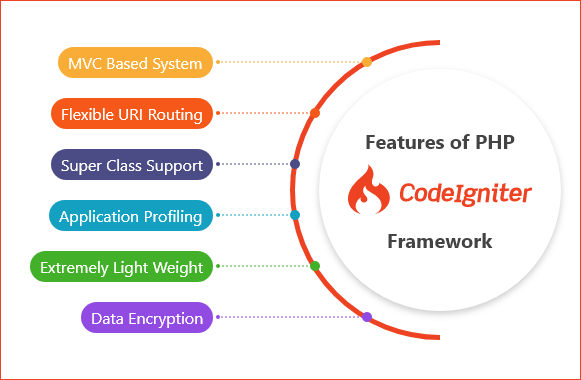 MVC Based System
Flexible URI Routing
Super Class Support
Application Profiling
Extremely Light Weight
Data Encryption
Features of PHP
CodeIgniter
Framework